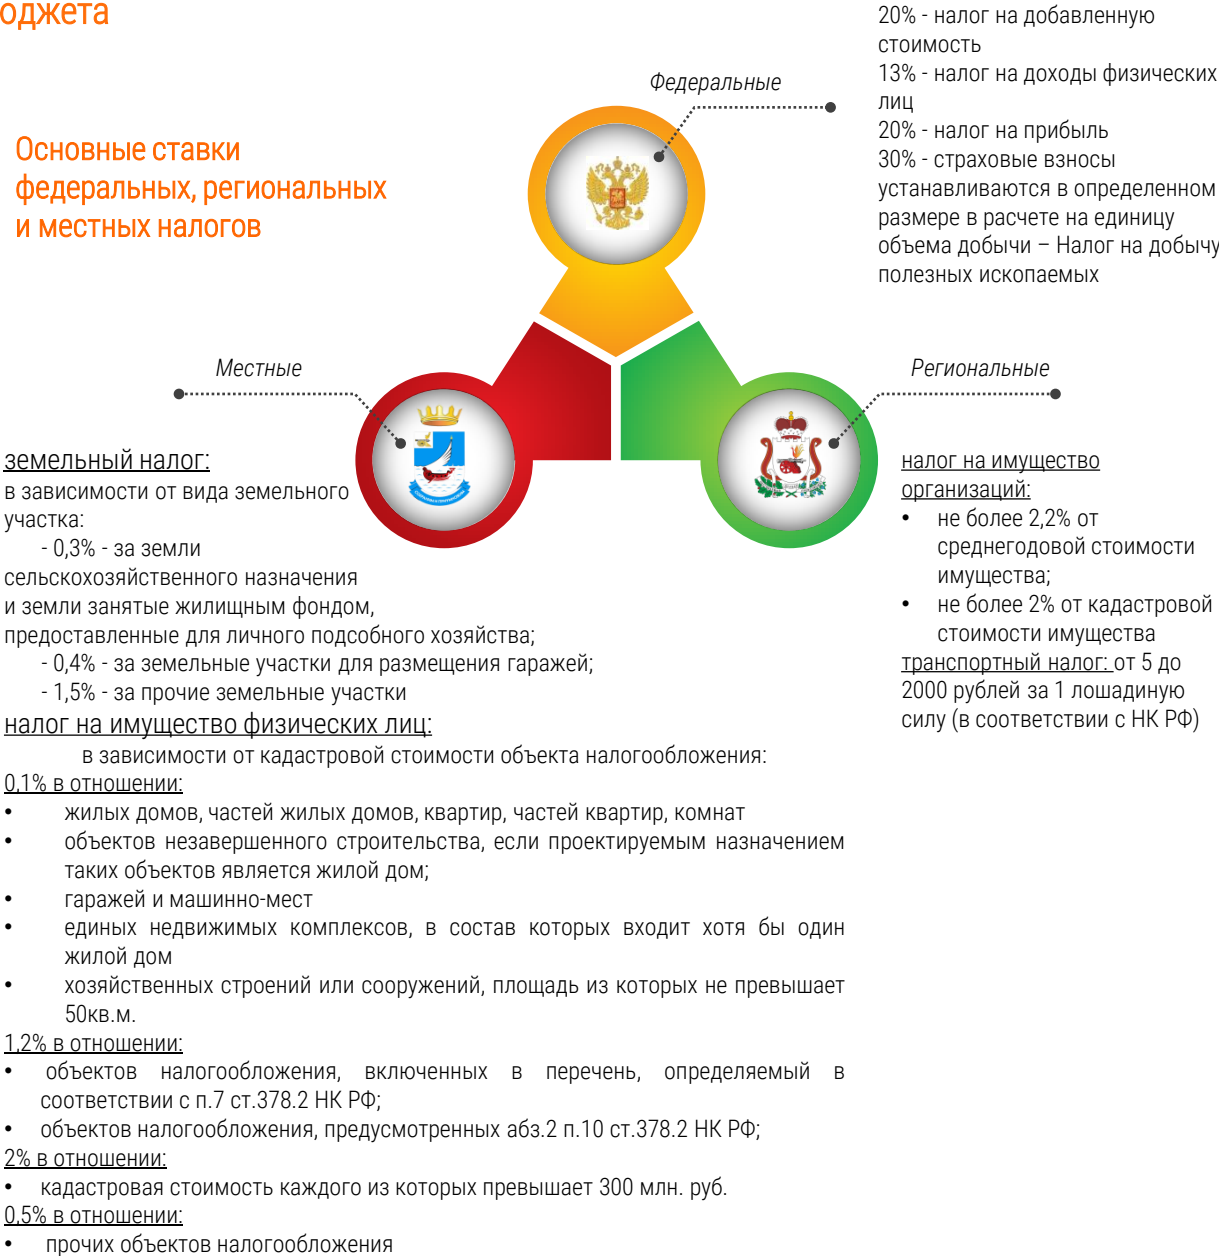 юджета
Основные ставки
федеральных, региональных
и местных налогов
Федеральные
20% - налог на добавленную
стоимость
13% - налог на доходы физических
лиц
20% - налог на прибыль
30% - страховые взносы
устанавливаются в определенном
размере в расчете на единицу
объема добычи – Налог на добычу
полезных ископаемых
Местные
земельный налог:
в зависимости от вида земельного
участка:
- 0,3% - за земли
сельскохозяйственного назначения
и земли занятые жилищным фондом,
предоставленные для личного подсобного хозяйства;
- 0,4% - за земельные участки для размещения гаражей;
- 1,5% - за прочие земельные участки
налог на имущество физических лиц:
в зависимости от кадастровой стоимости объекта налогообложения:
0,1% в отношении:
• жилых домов, частей жилых домов, квартир, частей квартир, комнат
• объектов незавершенного строительства, если проектируемым назначением
таких объектов является жилой дом;
• гаражей и машинно-мест
• единых недвижимых комплексов, в состав которых входит хотя бы один
жилой дом
• хозяйственных строений или сооружений, площадь из которых не превышает
50кв.м.
1,2% в отношении:
• объектов налогообложения, включенных в перечень, определяемый в
соответствии с п.7 ст.378.2 НК РФ;
• объектов налогообложения, предусмотренных абз.2 п.10 ст.378.2 НК РФ;
2% в отношении:
• кадастровая стоимость каждого из которых превышает 300 млн. руб.
0,5% в отношении:
• прочих объектов налогообложения
Региональные
налог на имущество
организаций:
• не более 2,2% от
среднегодовой стоимости
имущества;
• не более 2% от кадастровой
стоимости имущества
транспортный налог: от 5 до
2000 рублей за 1 лошадиную
силу (в соответствии с НК РФ)